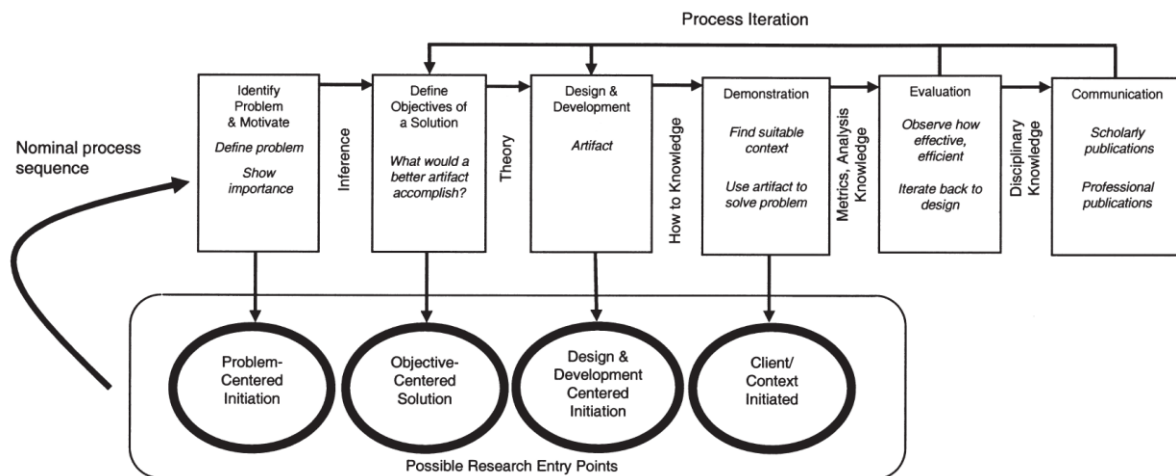 Process Iteration
Nominal process
sequence
Identify
Problem
& Motivate
Define problem
Show
importance
Inference
Define
Objectives of
a Solution
What would a
better artifact
accomplish?
Theory
Design &
Development
Artifact
How to Knowledge
Demonstration
Find suitable
context
Use artifact to
solve problem
Metrics, Analysis
Knowledge
Evaluation
Observe how
effective,
efficient
Iterate back to
design
Disciplinary
Knowledge
Communication
Scholarly
publications
Professional
publications
Problem-
Centered
Initiation
Objective-
Centered
Solution
Design &
Development
Centered
Initiation
Client/
Context
Initiated
Possible Research Entry Points